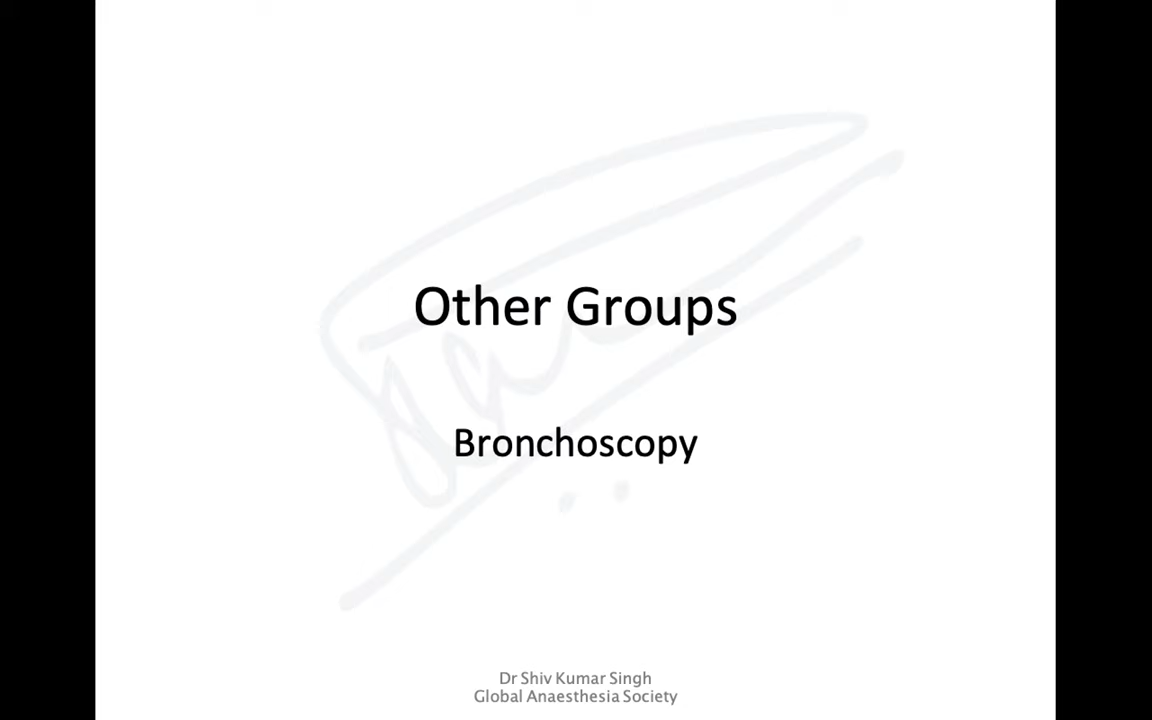 Other Groups
Bronchoscopy
Dr Shiv Kumar Singh
Global Anaesthesia Society